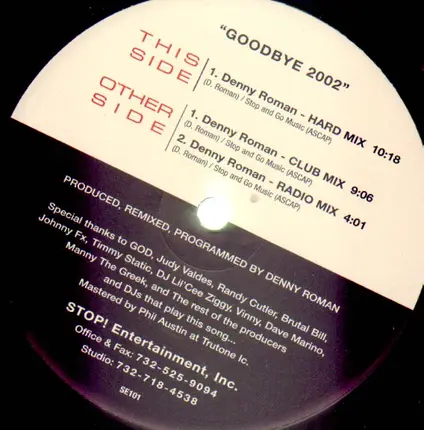 "GOODBYE 2002"
THIS SIDE
1. Denny Roman - HARD MIX 10:18
(D. Roman) / Stop and Go Music (ASCAP)
OTHER SIDE
1. Denny Roman - CLUB MIX 9:06
(D. Roman) / Stop and Go Music (ASCAP)
2. Denny Roman - RADIO MIX 4:01
(D. Roman) / Stop and Go Music (ASCAP)
PRODUCED, REMIXED, PROGRAMMED BY DENNY ROMAN
Special thanks to GOD, Judy Valdes, Randy Cutler, Brutal Bill,
Johnny Fx, Timmy Static, DJ Lil'Cee Ziggy, Vinny, Dave Marino,
Manny The Greek, and The rest of the producers
and DJs that play this song...
Mastered by Phil Austin at Trutone Ic.
STOP! Entertainment, Inc.
Office & Fax: 732-525-9094
Studio: 732-718-4538
SE101